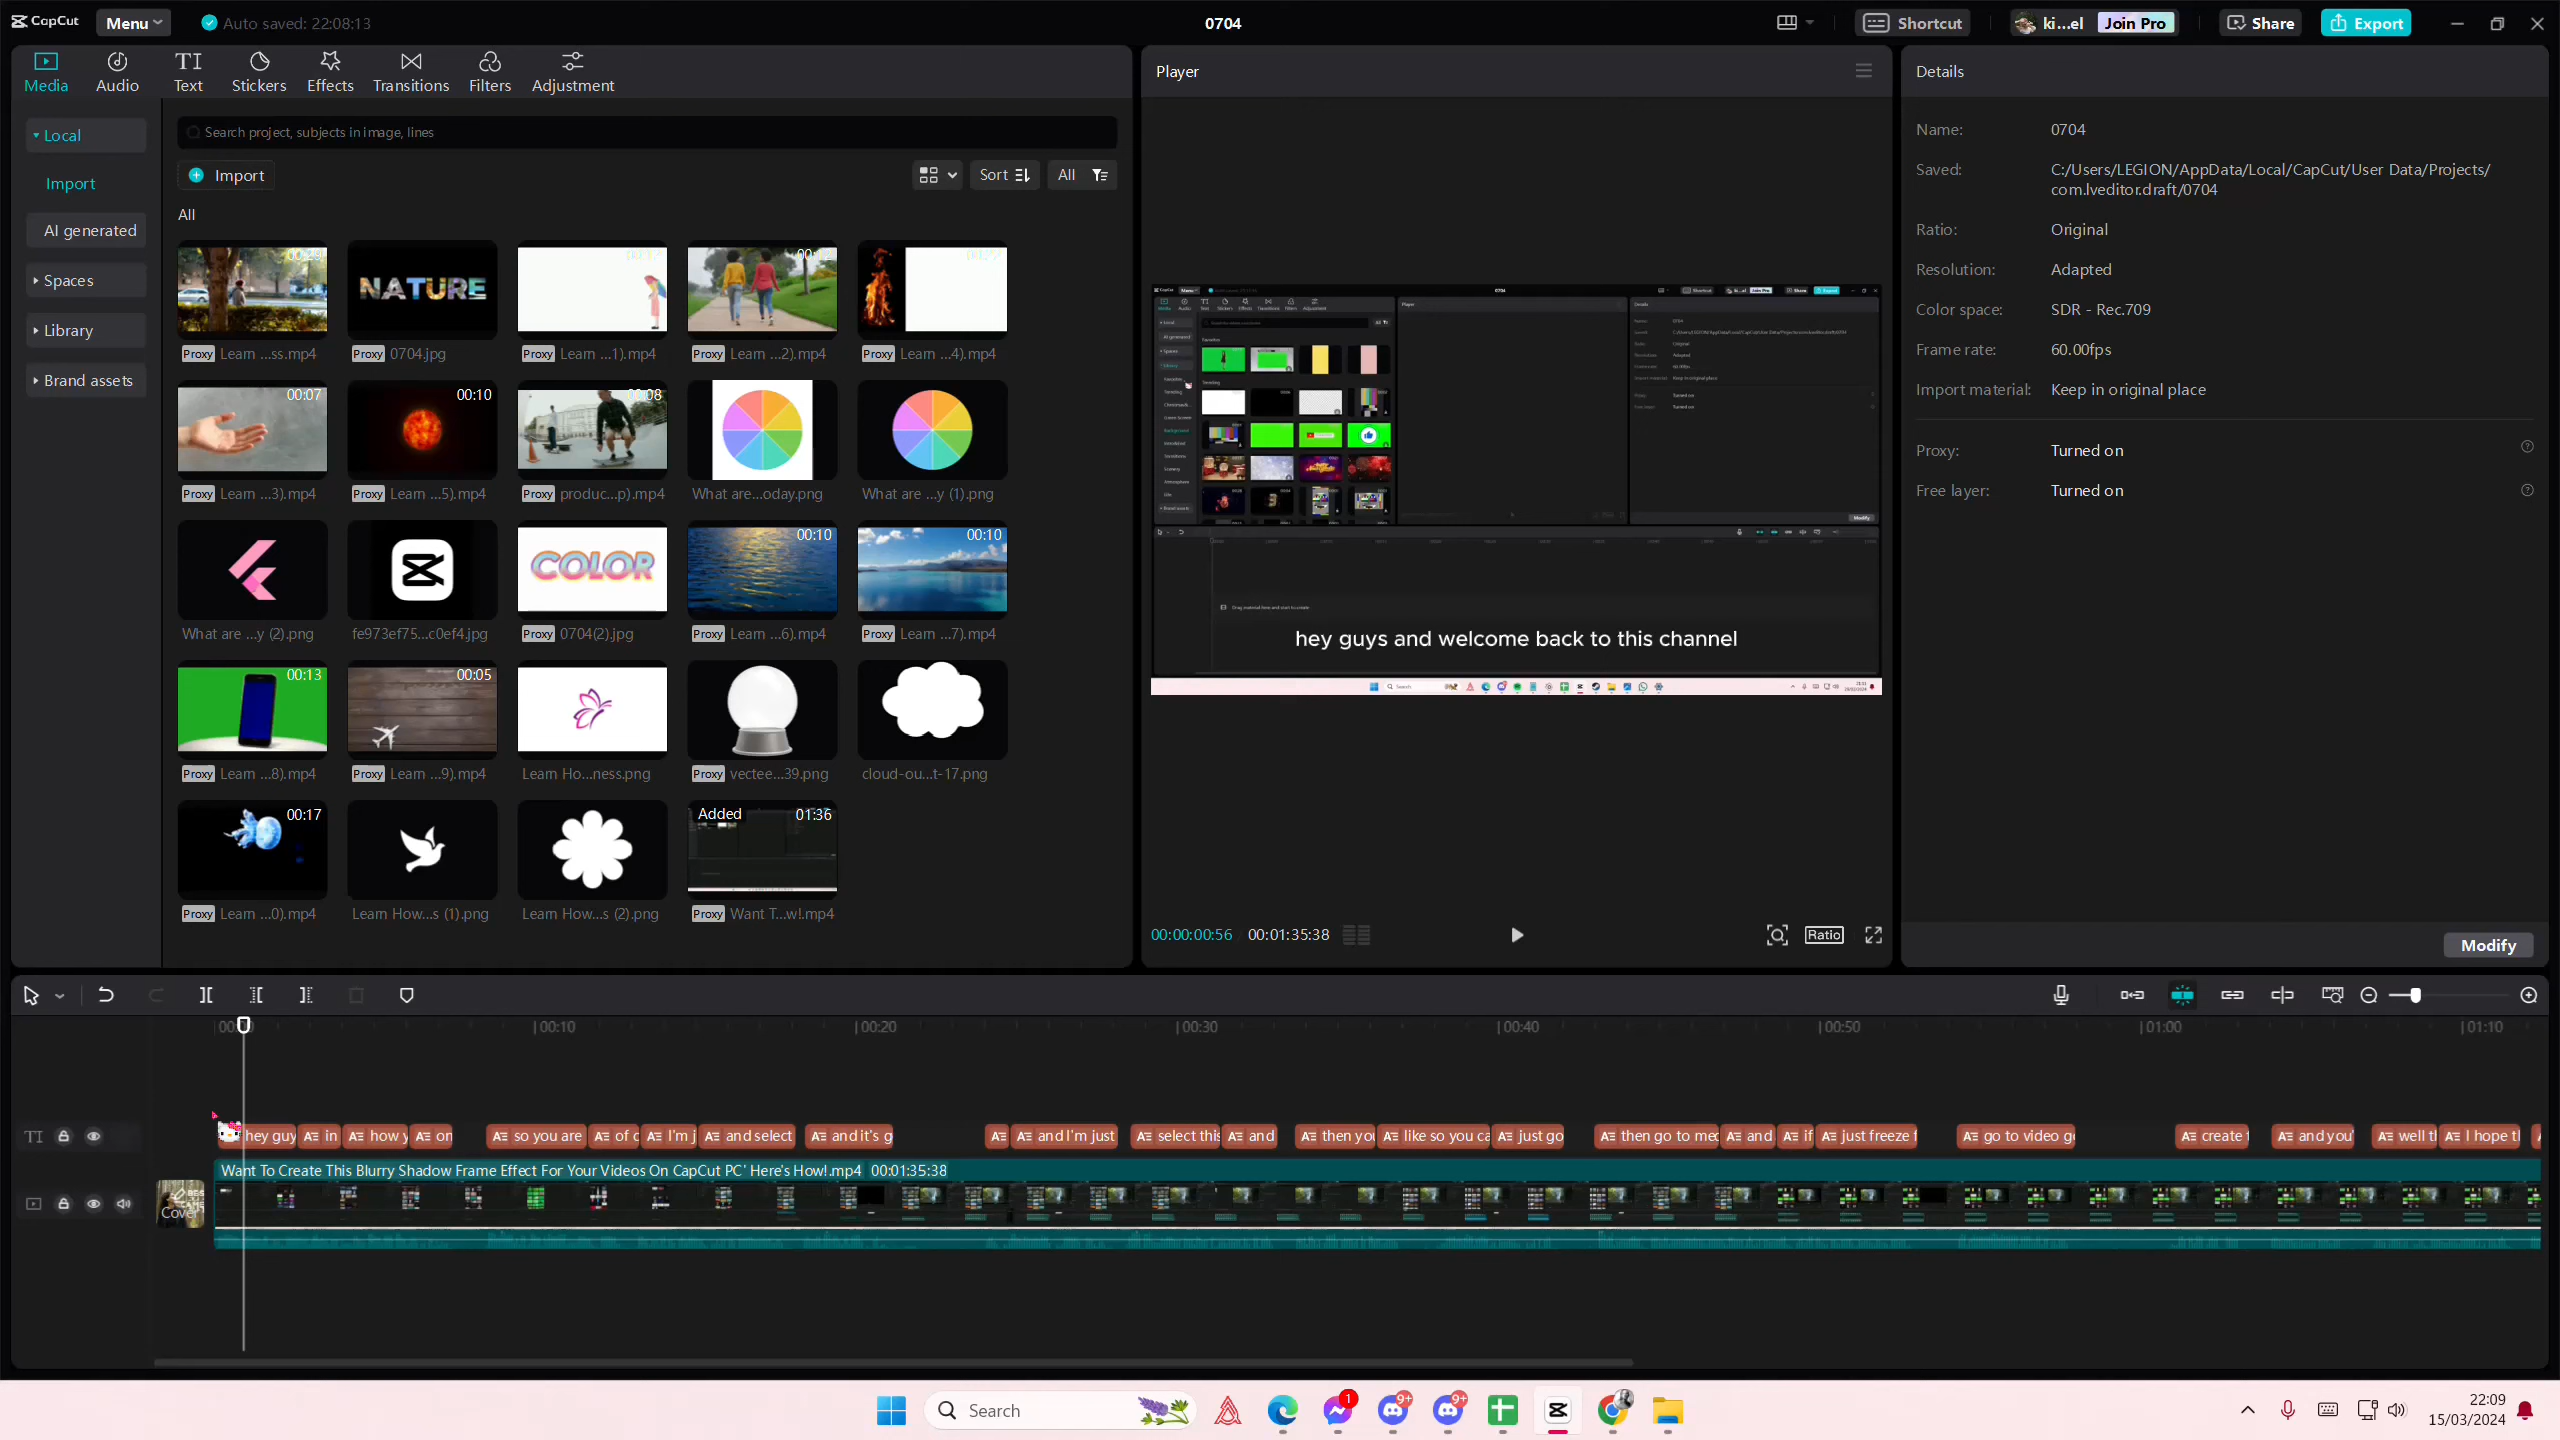 CapCut
Menu
Auto saved: 22:08:13
0704
Shortcut
ki...el
Join Pro
Share
Export
Media
Audio
TI
Text
Stickers
Effects
Transitions
Filters
Adjustment
Player
Details
Local
Import
AI generated
Spaces
Library
Brand assets
Search project, subjects in image, lines
Import
Sort
All
All
00:29
NATURE
00:12
Proxy Learn ...ss.mp4
Proxy 0704.jpg
Proxy Learn ...1).mp4
Proxy Learn ...2).mp4
Proxy Learn ...4).mp4
00:07
00:10
00:08
Proxy Learn ...3).mp4
Proxy Learn ...5).mp4
Proxy produc...p).mp4
What are...oday.png
What are ...y (1).png
COLOR
00:10
00:10
What are ...y (2).png
fe973ef75...c0ef4.jpg
Proxy 0704(2).jpg
Proxy Learn ...6).mp4
Proxy Learn ...7).mp4
00:13
00:05
Proxy Learn ...8).mp4
Proxy Learn ...9).mp4
Learn Ho...ness.png
Proxy vectee...39.png
cloud-ou...t-17.png
00:17
Added
01:36
Proxy Learn ...0).mp4
Learn How...s (1).png
Learn How...s (2).png
Proxy Want T...w!.mp4
hey guys and welcome back to this channel
00:00:00:56
00:01:35:38
Ratio
Name: 0704
Saved: C:/Users/LEGION/AppData/Local/CapCut/User Data/Projects/
com.lveditor.draft/0704
Ratio: Original
Resolution: Adapted
Color space: SDR - Rec.709
Frame rate: 60.00fps
Import material: Keep in original place
Proxy: Turned on
Free layer: Turned on
Modify
00:10
00:20
00:30
00:40
00:50
01:00
01:10
TI
hey guy
in
how y
on
so you are
of c
I'm j
and select
and it's g
and I'm just
select this
and
then you
like so you ca
just go
then go to med
and
if
just freeze f
go to video g
create
and you'
well th
I hope t
Want To Create This Blurry Shadow Frame Effect For Your Videos On CapCut PC' Here's How!.mp4 00:01:35:38
Cover
Search
1
9+
9+
22:09
15/03/2024